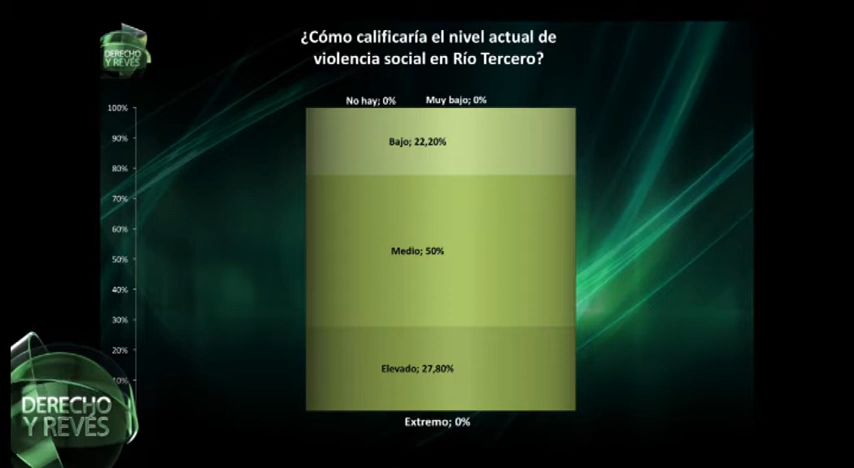 DERECHO
Y REVÉS
¿Cómo calificaría el nivel actual de
violencia social en Río Tercero?
No hay; 0%
Muy bajo; 0%
100%
90%
80%
70%
60%
50%
40%
30%
20%
10%
Bajo; 22,20%
Medio; 50%
Elevado; 27,80%
Extremo; 0%
DERECHO
Y REVÉS